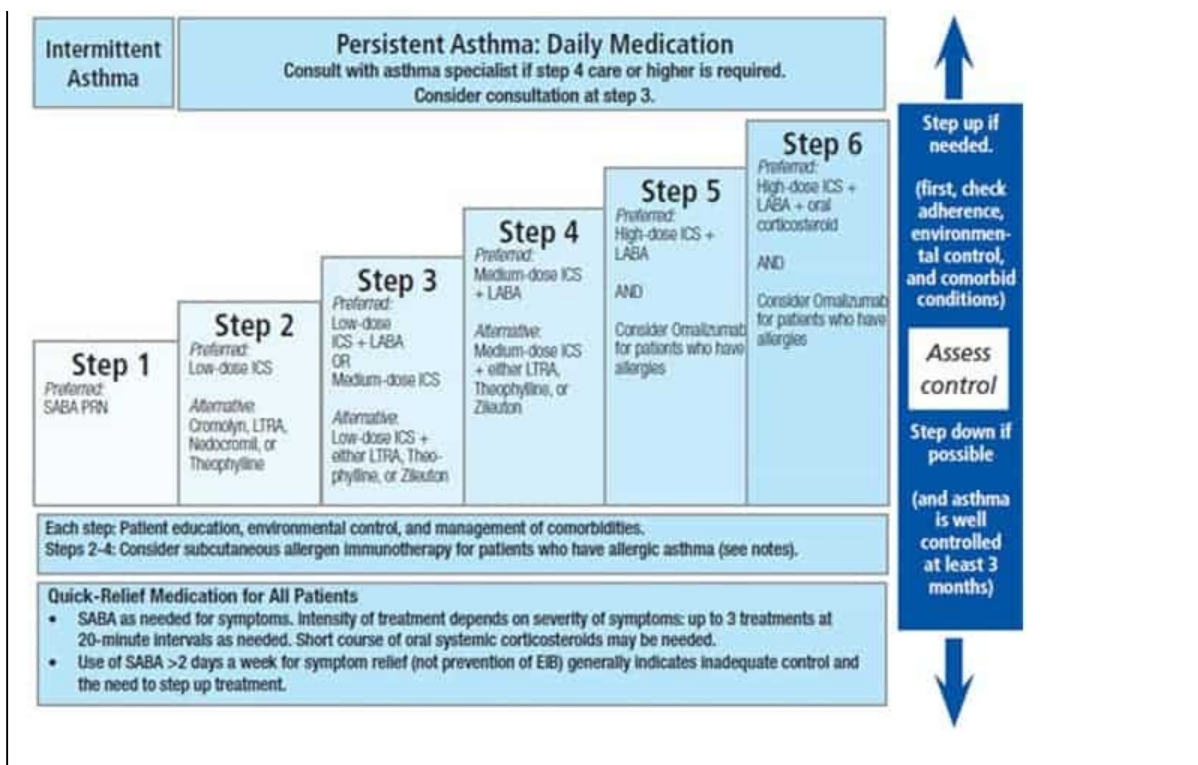 Intermittent
Asthma
Persistent Asthma: Daily Medication
Consult with asthma specialist if step 4 care or higher is required.
Consider consultation at step 3.
Step 1
Preferred:
SABA PRN
Step 2
Preferred:
Low-dose ICS
Alternative:
Cromolyn, LTRA,
Nedocromil, or
Theophylline
Step 3
Preferred:
Low-dose
ICS + LABA
OR
Medium-dose ICS
Alternative:
Low-dose ICS +
either LTRA, Theo-
phylline, or Zileuton
Step 4
Preferred:
Medium-dose ICS
+ LABA
Alternative:
Medium-dose ICS
+ either LTRA,
Theophylline, or
Zileuton
Step 5
Preferred:
High-dose ICS +
LABA
AND
Consider Omalizumab
for patients who have
allergies
Step 6
Preferred:
High-dose ICS +
LABA + oral
corticosteroid
AND
Consider Omalizumab
for patients who have
allergies
Each step: Patient education, environmental control, and management of comorbidities.
Steps 2-4: Consider subcutaneous allergen immunotherapy for patients who have allergic asthma (see notes).
Quick-Relief Medication for All Patients
• SABA as needed for symptoms. Intensity of treatment depends on severity of symptoms: up to 3 treatments at
20-minute intervals as needed. Short course of oral systemic corticosteroids may be needed.
• Use of SABA >2 days a week for symptom relief (not prevention of EIB) generally indicates inadequate control and
the need to step up treatment.
Step up if
needed.
(first, check
adherence,
environmen-
tal control,
and comorbid
conditions)
Assess
control
Step down if
possible
(and asthma
is well
controlled
at least 3
months)